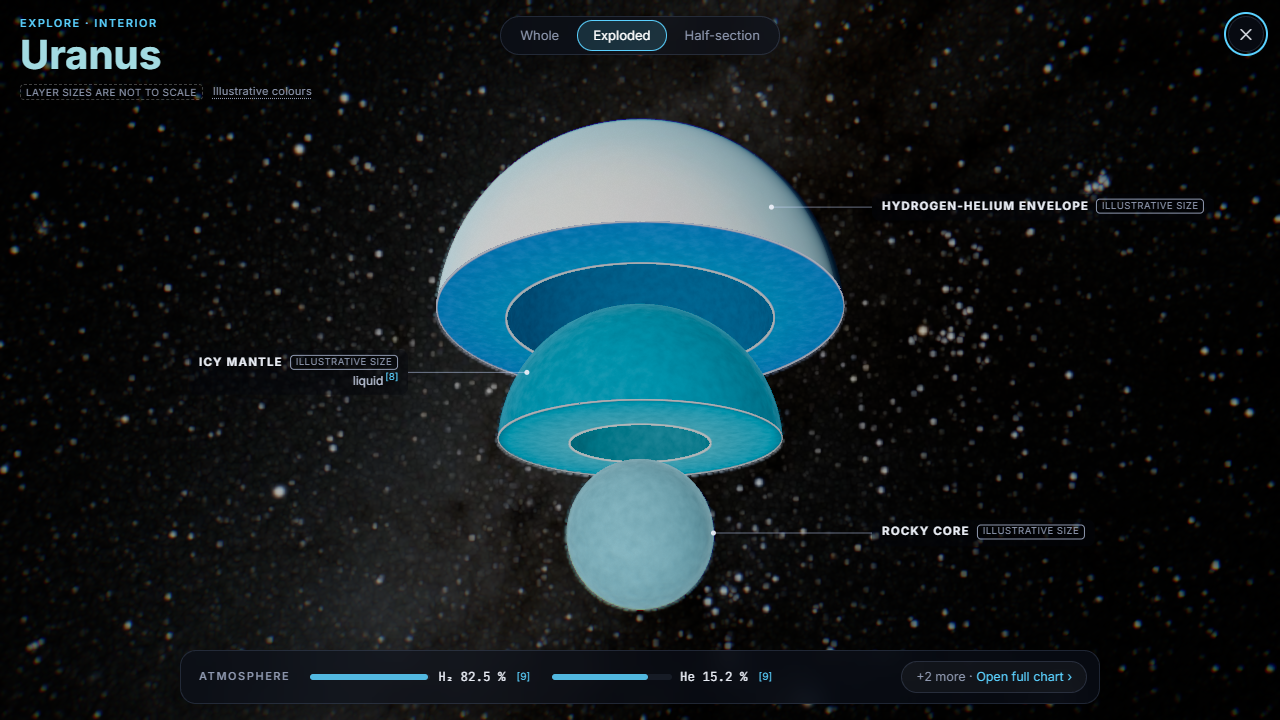 EXPLORE · INTERIOR
Uranus
LAYER SIZES ARE NOT TO SCALE Illustrative colours
Whole Exploded Half-section
HYDROGEN-HELIUM ENVELOPE ILLUSTRATIVE SIZE
ICY MANTLE ILLUSTRATIVE SIZE
liquid [8]
ROCKY CORE ILLUSTRATIVE SIZE
ATMOSPHERE H₂ 82.5 % [9] He 15.2 % [9] +2 more · Open full chart ›